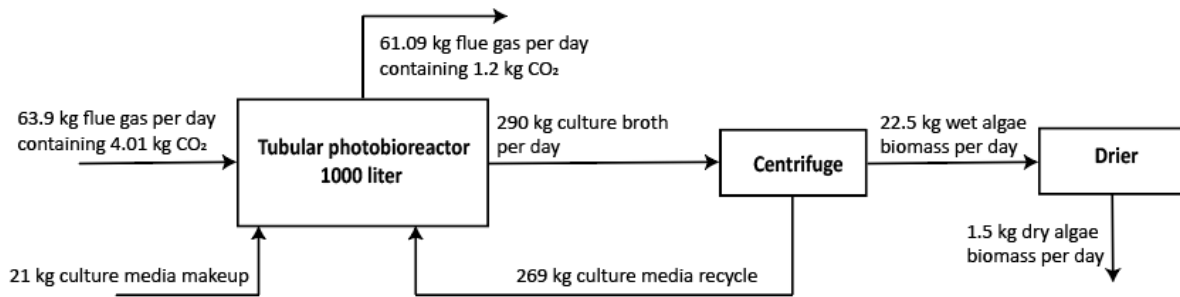 61.09 kg flue gas per day
containing 1.2 kg CO₂
63.9 kg flue gas per day
containing 4.01 kg CO₂
Tubular photobioreactor
1000 liter
290 kg culture broth
per day
Centrifuge
22.5 kg wet algae
biomass per day
Drier
1.5 kg dry algae
biomass per day
21 kg culture media makeup
269 kg culture media recycle